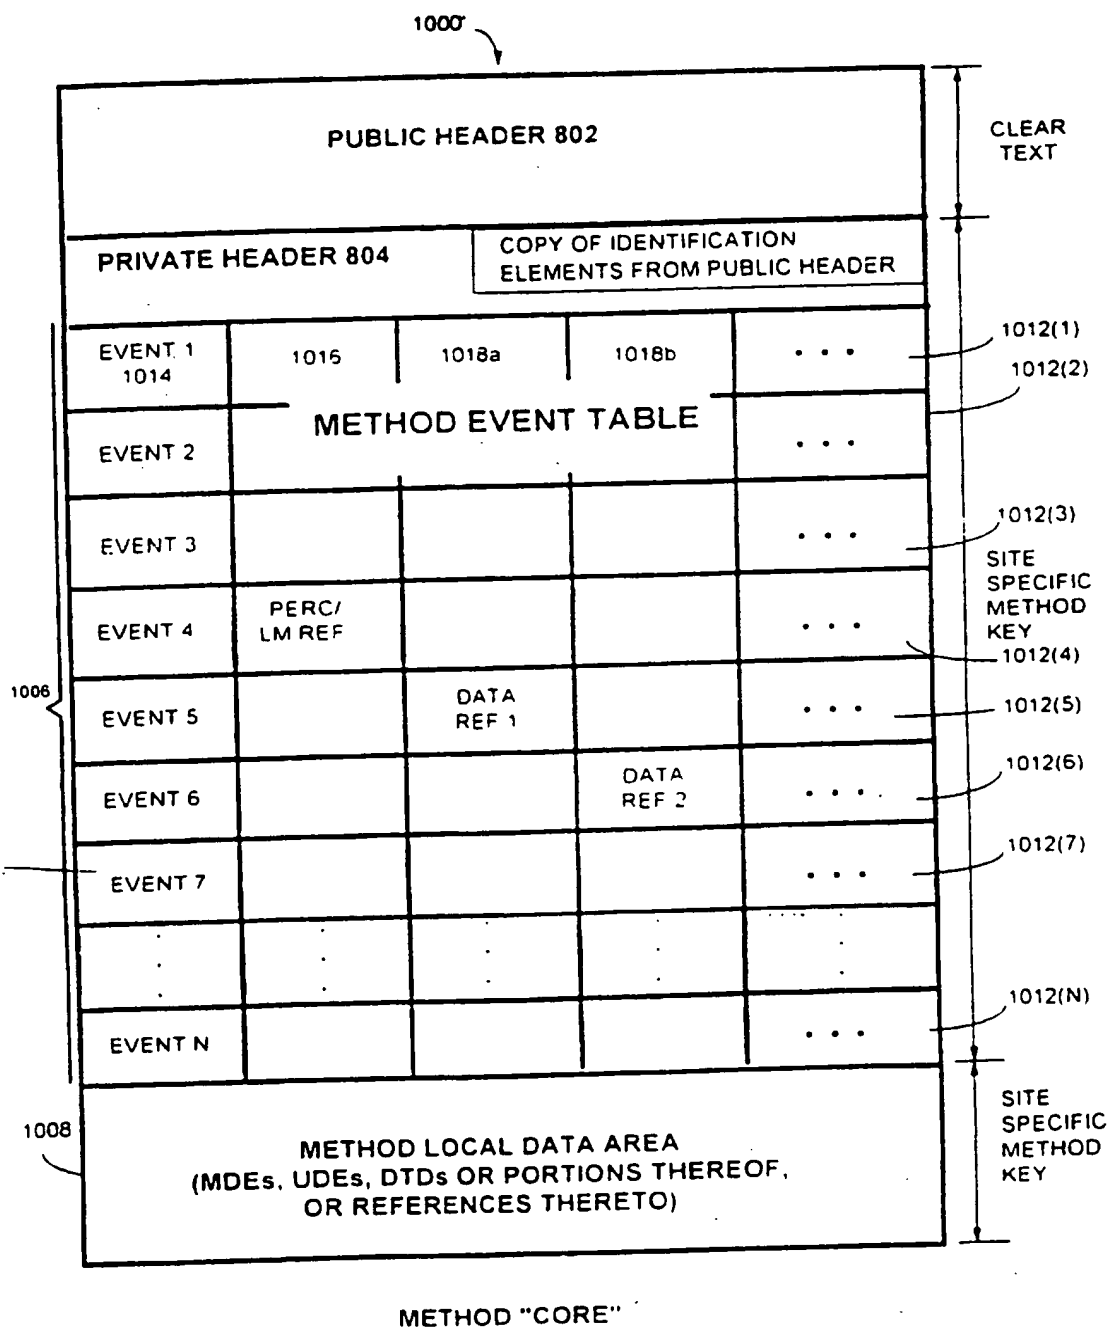 1000
PUBLIC HEADER 802
CLEAR
TEXT
PRIVATE HEADER 804
COPY OF IDENTIFICATION
ELEMENTS FROM PUBLIC HEADER
EVENT 1
1014
1016
1018a
1018b
• • •
1012(1)
1012(2)
METHOD EVENT TABLE
EVENT 2
• • •
EVENT 3
• • •
1012(3)
SITE
SPECIFIC
METHOD
KEY
EVENT 4
PERC/
LM REF
• • •
1012(4)
1006
EVENT 5
DATA
REF 1
• • •
1012(5)
EVENT 6
DATA
REF 2
• • •
1012(6)
EVENT 7
• • •
1012(7)
EVENT N
• • •
1012(N)
1008
METHOD LOCAL DATA AREA
(MDEs, UDEs, DTDs OR PORTIONS THEREOF,
OR REFERENCES THERETO)
SITE
SPECIFIC
METHOD
KEY
METHOD "CORE"